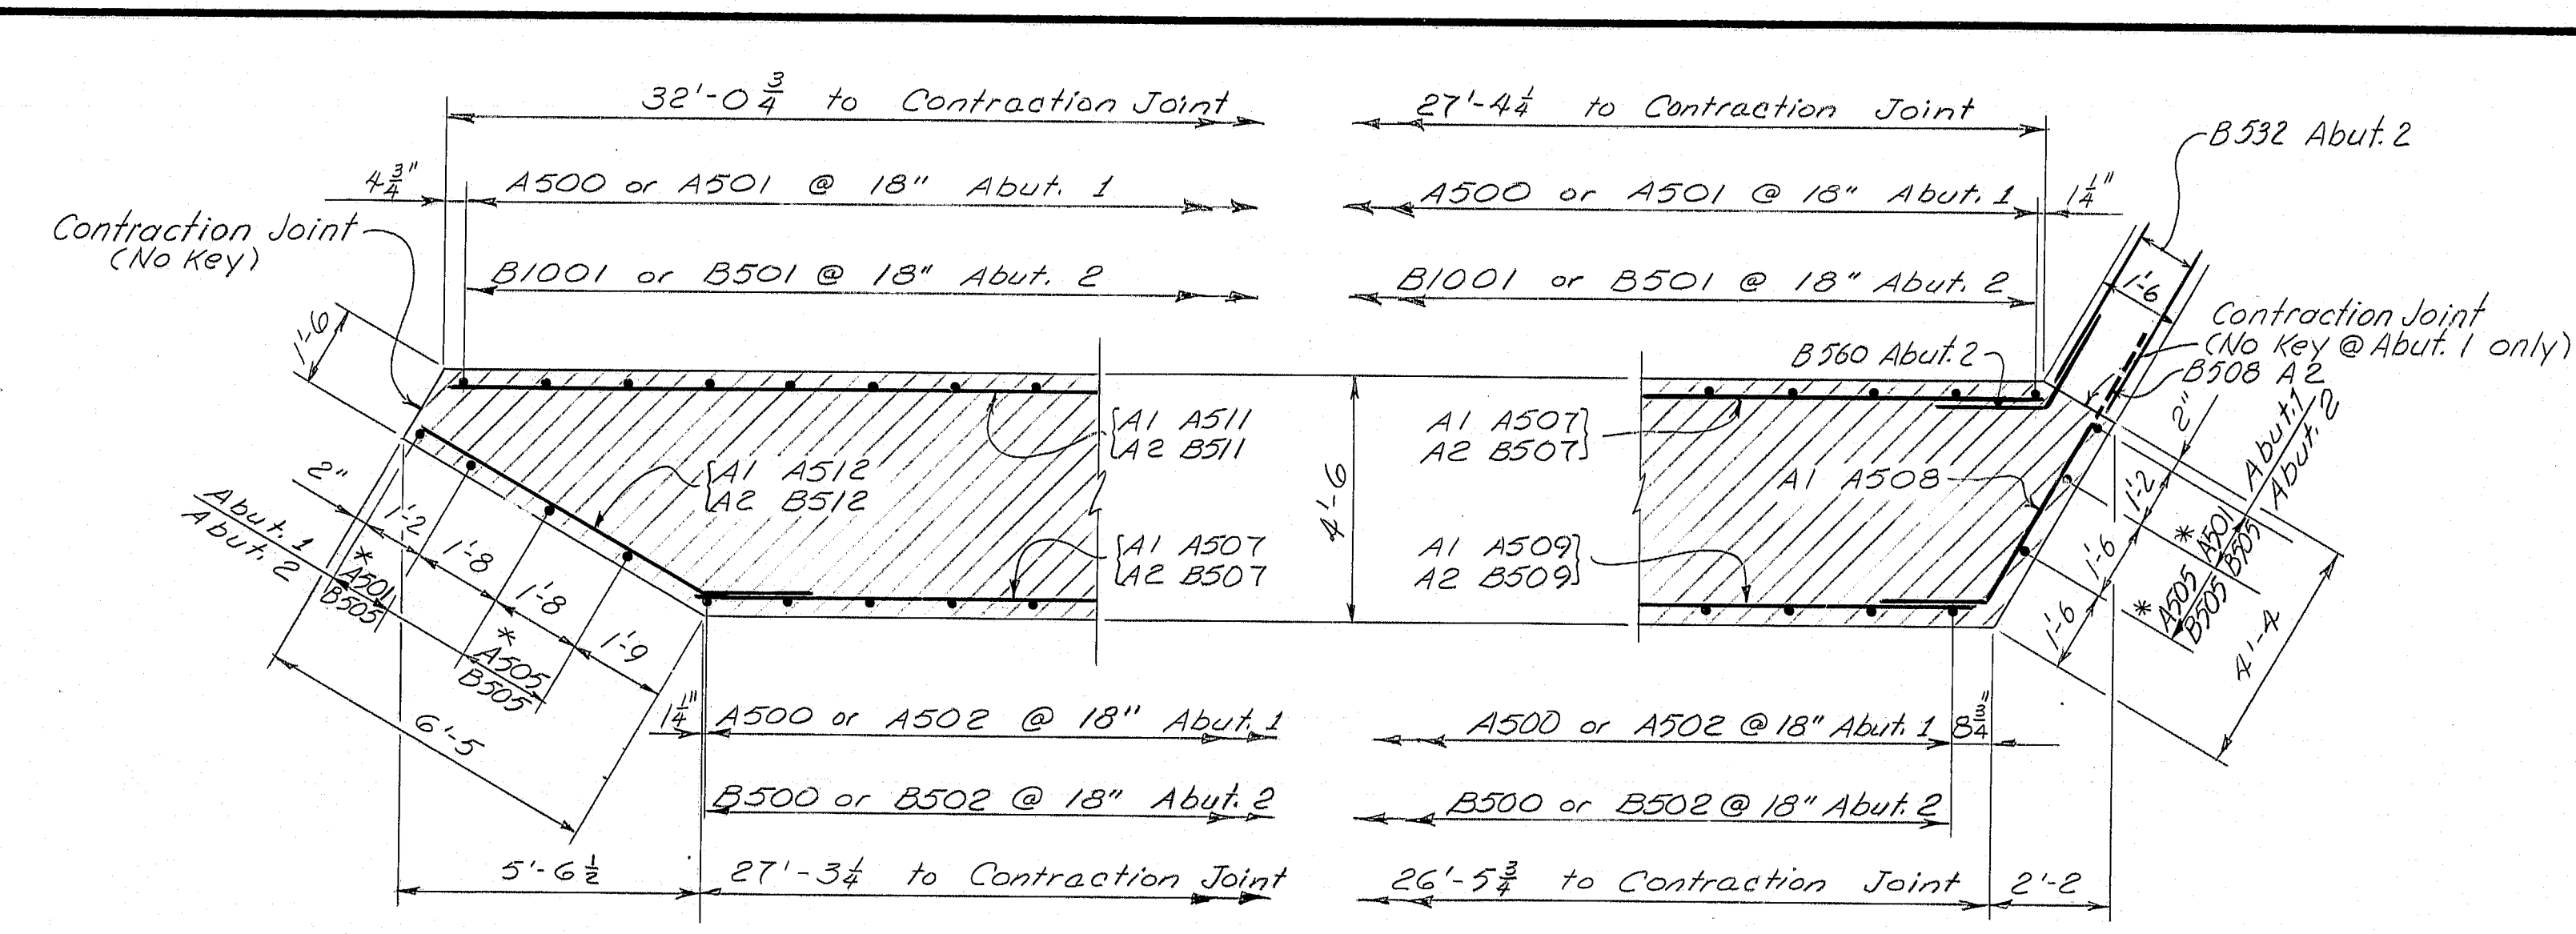 32'-0 3/4 to Contraction Joint
27'-4 1/4 to Contraction Joint
B532 Abut. 2
4 3/4"
A500 or A501 @ 18" Abut. 1
A500 or A501 @ 18" Abut. 1
1 1/4"
Contraction Joint
(No Key)
B1001 or B501 @ 18" Abut. 2
B1001 or B501 @ 18" Abut. 2
1'-6
1'-6
Contraction Joint
(No Key @ Abut. 1 only)
B560 Abut. 2
B508 A2
A1 A511
A2 B511
A1 A507
A2 B507
4'-6
A1 A512
A2 B512
A1 A508
A1 A507
A2 B507
A1 A509
A2 B509
2"
1'-2
1'-8
1'-8
1'-9
Abut. 1
Abut. 2
*
A501
B505
*
A505
B505
6'-5
2"
1'-2
1'-6
1'-6
Abut. 1
Abut. 2
* A501
B505
* A505
B505
4'-4
1 1/4"
A500 or A502 @ 18" Abut. 1
A500 or A502 @ 18" Abut. 1
8 3/4"
B500 or B502 @ 18" Abut. 2
B500 or B502 @ 18" Abut. 2
5'-6 1/2
27'-3 1/4 to Contraction Joint
26'-5 3/4 to Contraction Joint
2'-2